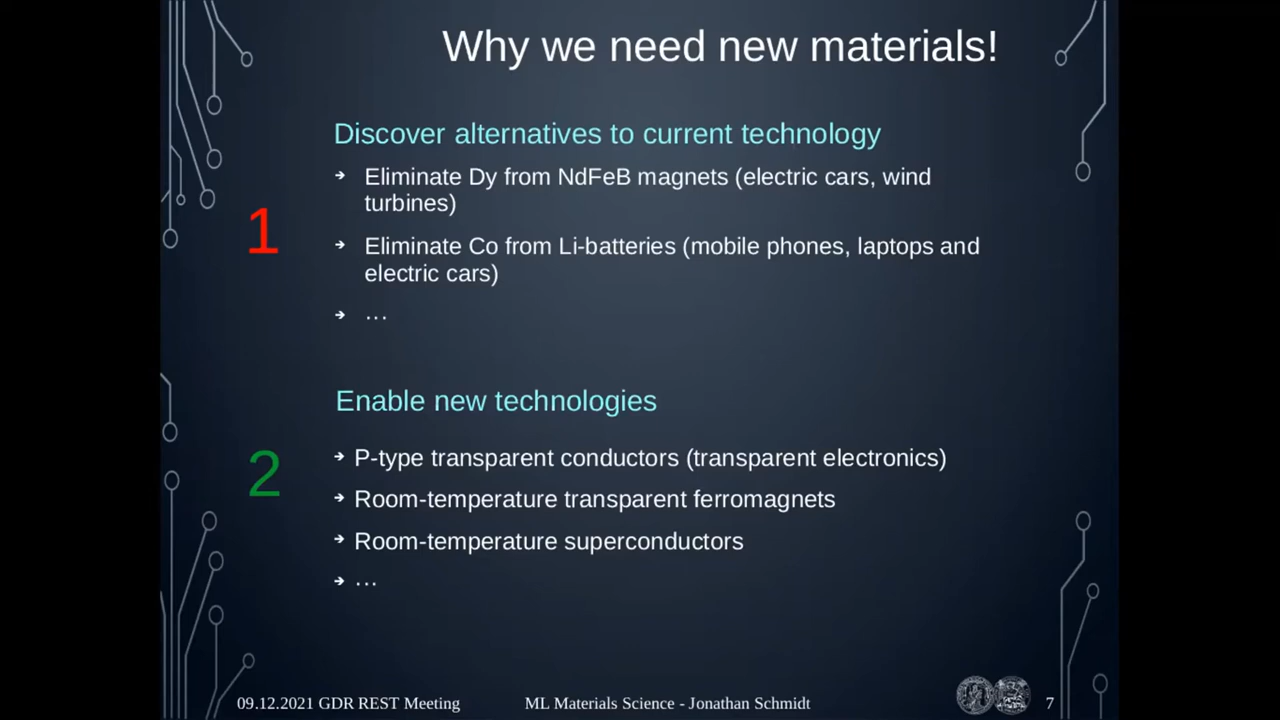 Why we need new materials!
Discover alternatives to current technology
1
➔ Eliminate Dy from NdFeB magnets (electric cars, wind
turbines)
➔ Eliminate Co from Li-batteries (mobile phones, laptops and
electric cars)
➔ ...
Enable new technologies
2
➔ P-type transparent conductors (transparent electronics)
➔ Room-temperature transparent ferromagnets
➔ Room-temperature superconductors
➔ ...
09.12.2021 GDR REST Meeting
ML Materials Science - Jonathan Schmidt
7